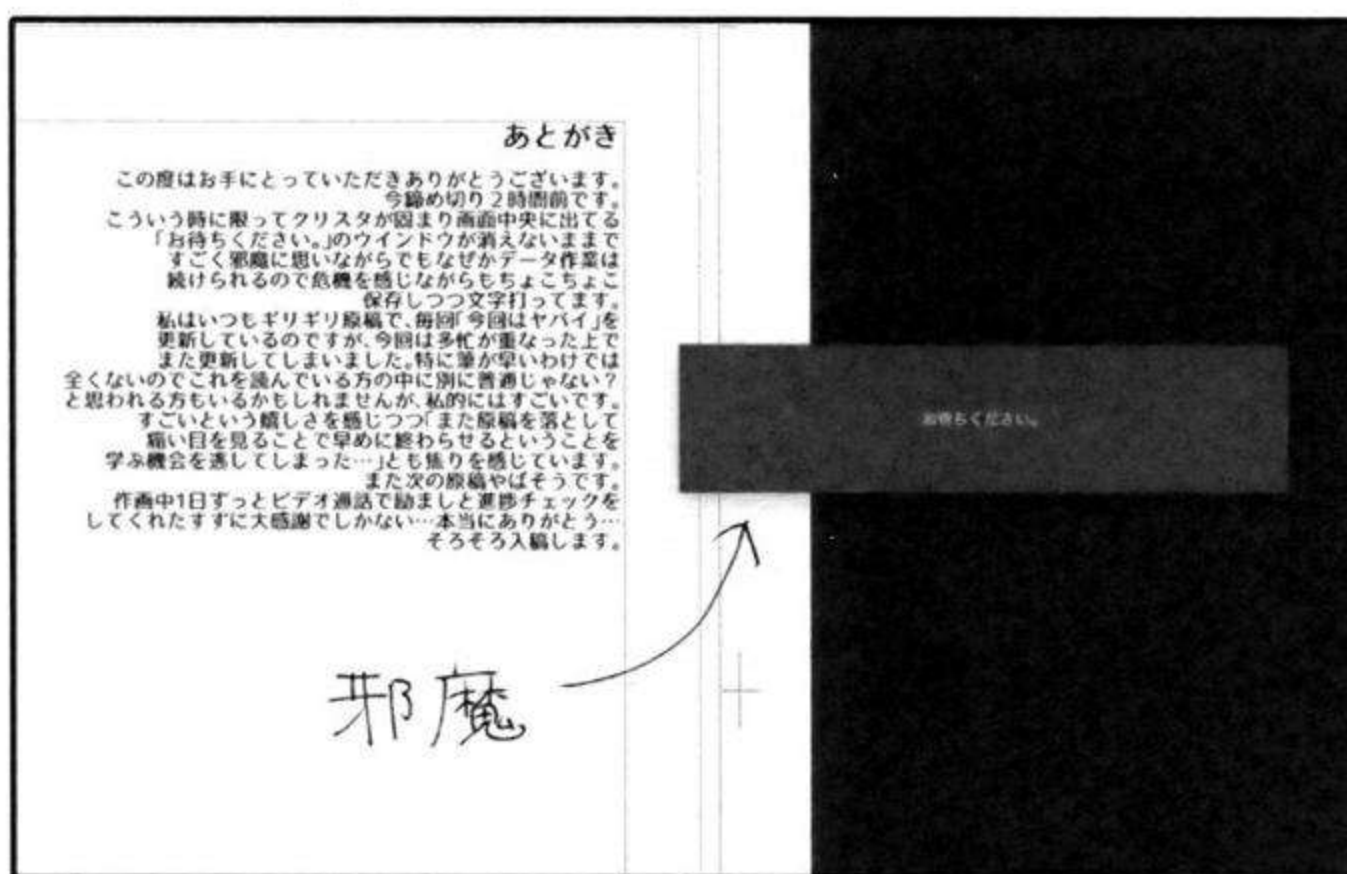 あとがき
この度はお手にとっていただきありがとうございます。
今締め切り２時間前です。
こういう時に限ってクリスタが固まり画面中央に出てる
「お待ちください。」のウインドウが消えないままで
すごく邪魔に思いながらでもなぜかデータ作業は
続けられるので危機を感じながらもちょこちょこ
保存しつつ文字打ってます。
私はいつもギリギリ原稿で、毎回「今回はヤバイ」を
更新しているのですが、今回は多忙が重なった上で
また更新してしまいました。特に筆が早いわけでは
全くないのでこれを読んでいる方の中に別に普通じゃない？
と思われる方もいるかもしれませんが、私的にはすごいです。
すごいという嬉しさを感じつつ「また原稿を落として
痛い目を見ることで早めに終わらせるということを
学ぶ機会を逃してしまった…」とも焦りを感じています。
また次の原稿やばそうです。
作画中1日ずっとビデオ通話で励ましと進捗チェックを
してくれたすずに大感謝でしかない…本当にありがとう…
そろそろ入稿します。
お待ちください。
邪魔